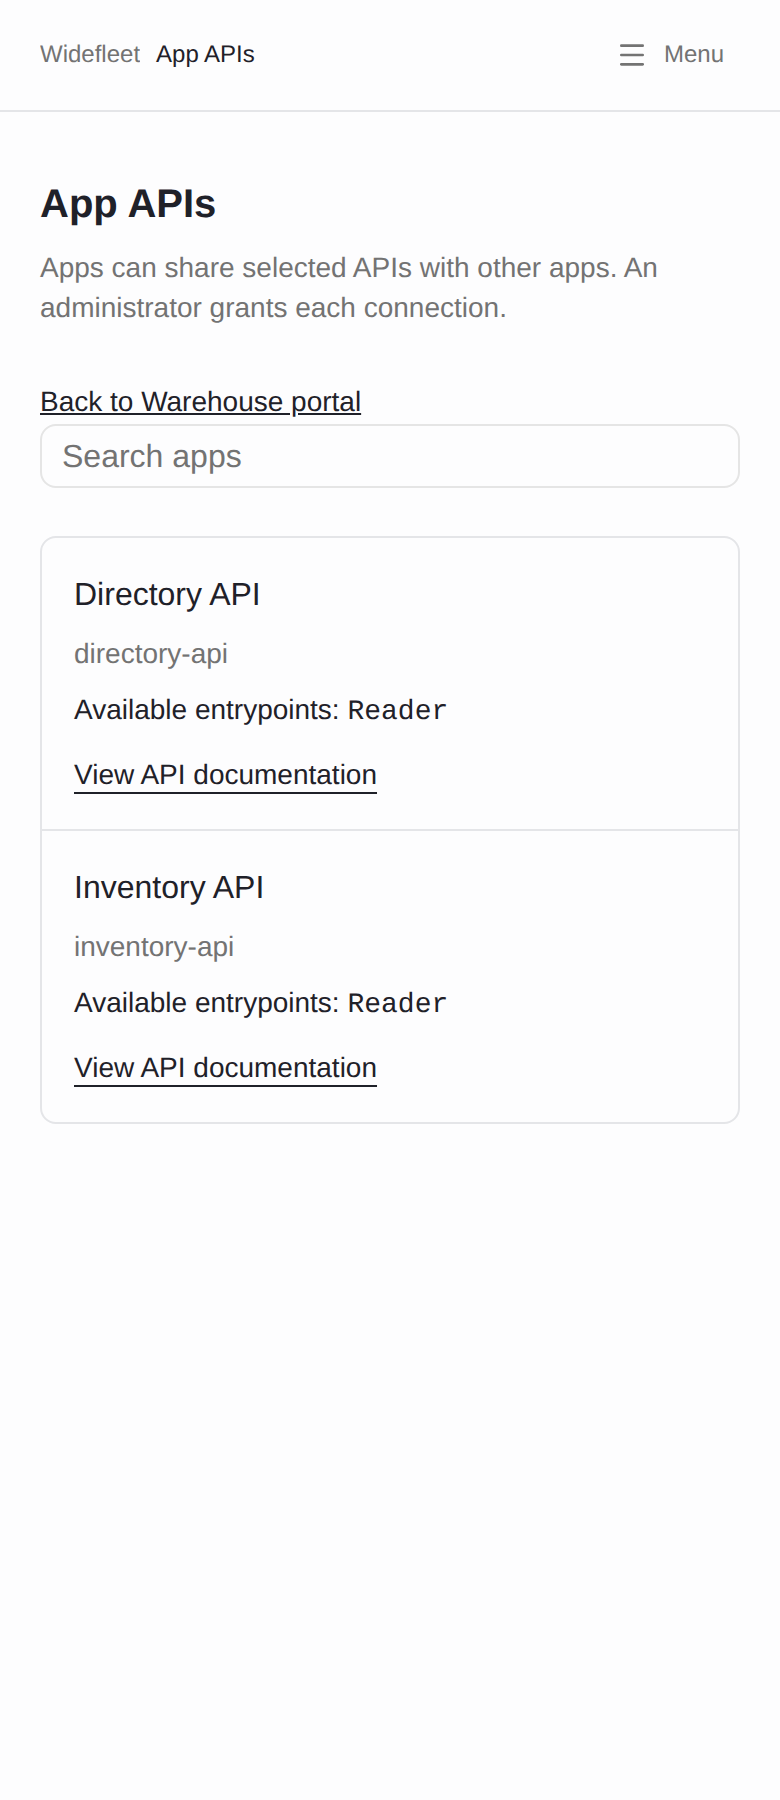 Widefleet App APIs
Menu
App APIs
Apps can share selected APIs with other apps. An
administrator grants each connection.
Back to Warehouse portal
Search apps
Directory API
directory-api
Available entrypoints: Reader
View API documentation
Inventory API
inventory-api
Available entrypoints: Reader
View API documentation